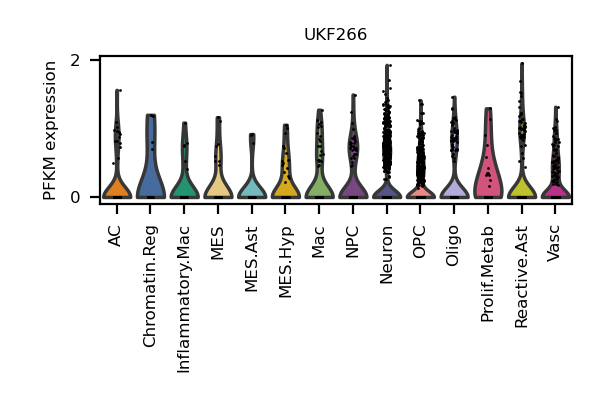 UKF266
PFKM expression
2
0
AC
Chromatin.Reg
Inflammatory.Mac
MES
MES.Ast
MES.Hyp
Mac
NPC
Neuron
OPC
Oligo
Prolif.Metab
Reactive.Ast
Vasc